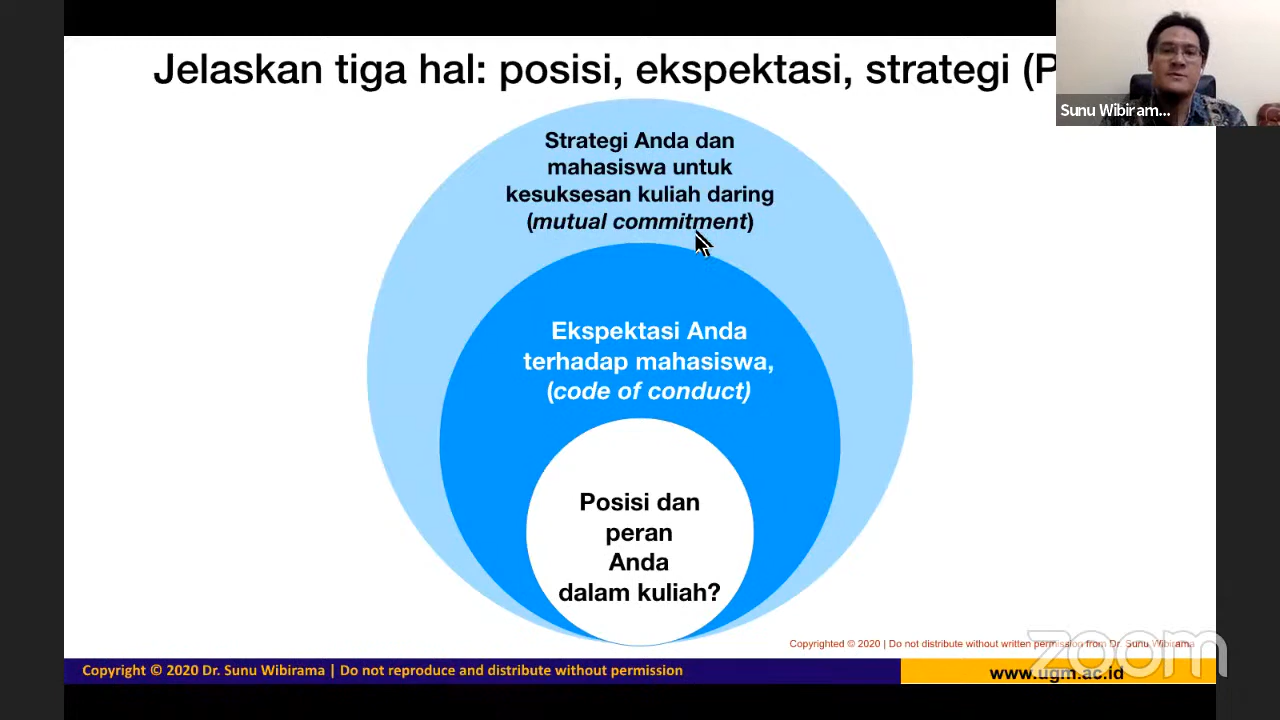 Jelaskan tiga hal: posisi, ekspektasi, strategi (P
Sunu Wibiram...
Strategi Anda dan
mahasiswa untuk
kesuksesan kuliah daring
(mutual commitment)
Ekspektasi Anda
terhadap mahasiswa,
(code of conduct)
Posisi dan
peran
Anda
dalam kuliah?
Copyrighted © 2020 | Do not distribute without written permission from Dr. Sunu Wibirama
zoom
Copyright © 2020 Dr. Sunu Wibirama | Do not reproduce and distribute without permission
www.ugm.ac.id